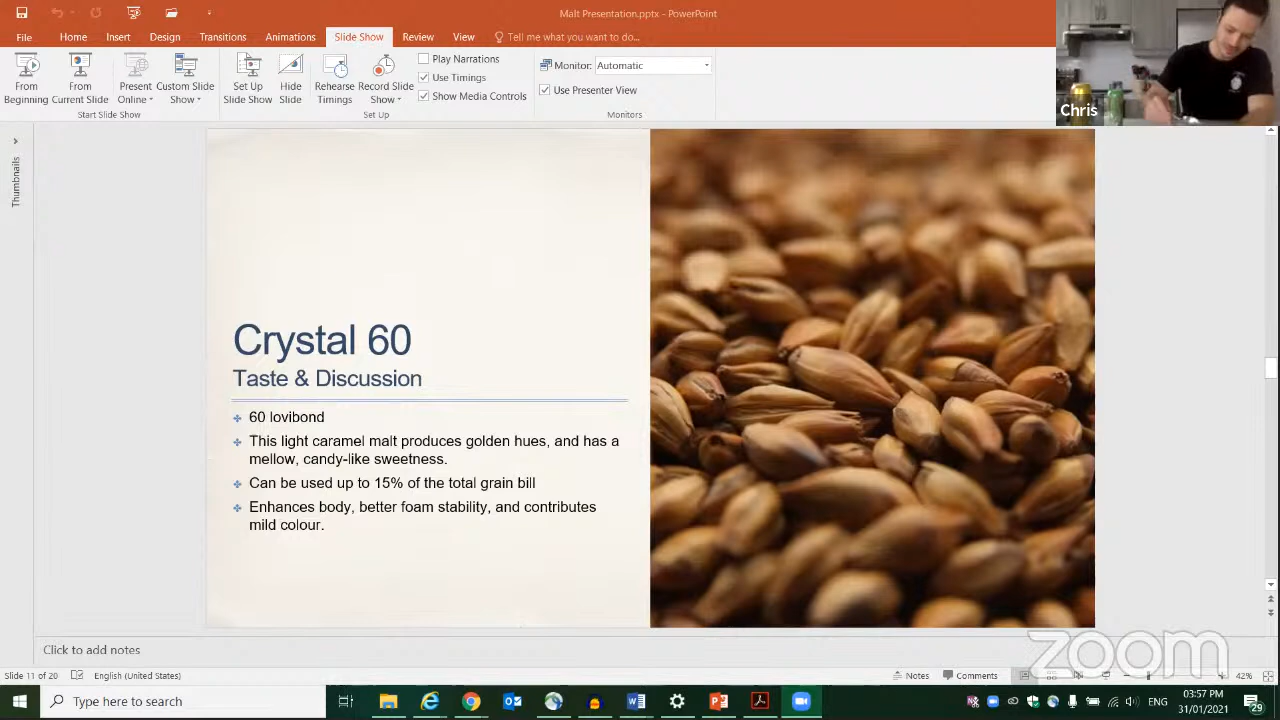 Malt Presentation.pptx - PowerPoint
File Home Insert Design Transitions Animations Slide Show Review View Tell me what you want to do...
From Beginning
From Current Slide
Present Online
Custom Slide Show
Start Slide Show
Set Up Slide Show
Hide Slide
Rehearse Timings
Record Slide Show
Play Narrations
Use Timings
Show Media Controls
Set Up
Monitor: Automatic
Use Presenter View
Monitors
Chris
Thumbnails
Crystal 60
Taste & Discussion
60 lovibond
This light caramel malt produces golden hues, and has a
mellow, candy-like sweetness.
Can be used up to 15% of the total grain bill
Enhances body, better foam stability, and contributes
mild colour.
Click to add notes
zoom
Slide 11 of 20 English (United States) Notes Comments 42%
Type here to search
ENG
03:57 PM
31/01/2021
29